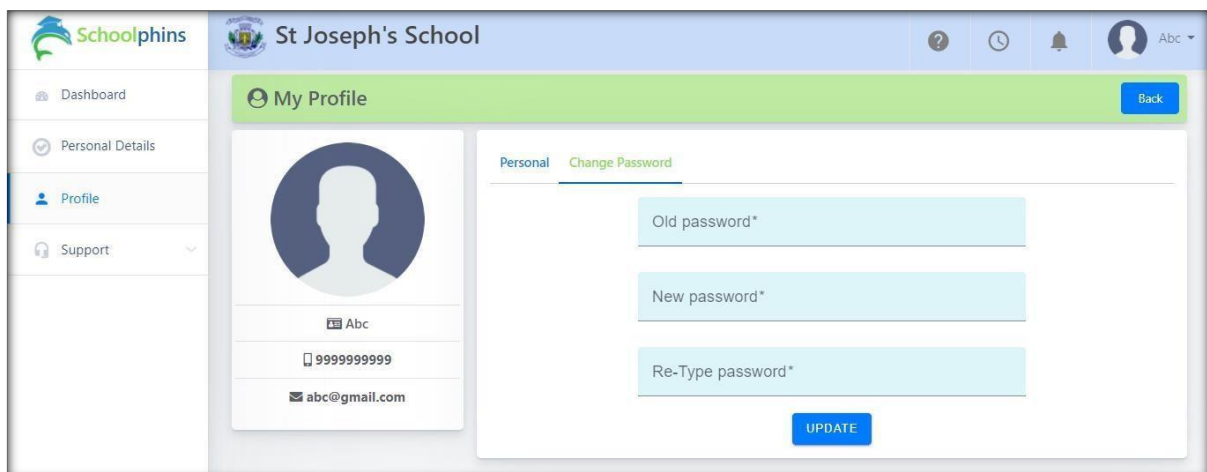 Schoolphins
St Joseph's School
Abc
Dashboard
Personal Details
Profile
Support
My Profile
Back
Abc
9999999999
abc@gmail.com
Personal Change Password
Old password*
New password*
Re-Type password*
UPDATE